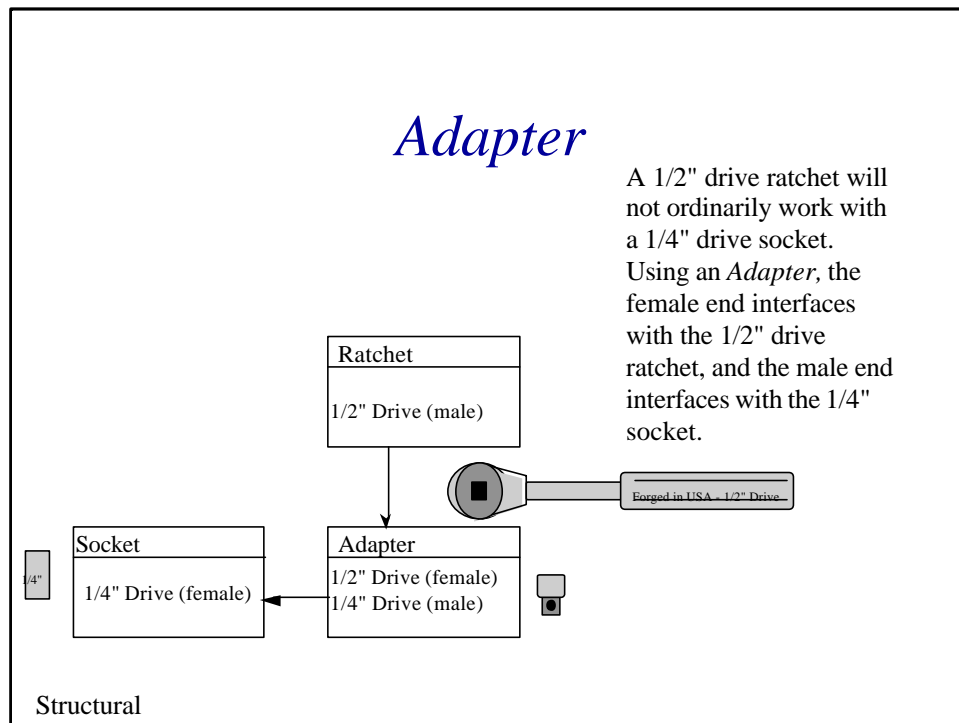 Adapter
A 1/2" drive ratchet will
not ordinarily work with
a 1/4" drive socket.
Using an Adapter, the
female end interfaces
with the 1/2" drive
ratchet, and the male end
interfaces with the 1/4"
socket.
Ratchet
1/2" Drive (male)
Forged in USA - 1/2" Drive
1/4"
Socket
1/4" Drive (female)
Adapter
1/2" Drive (female)
1/4" Drive (male)
Structural